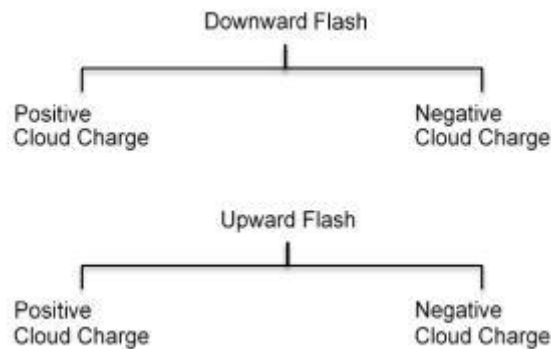 Downward Flash
Positive
Cloud Charge
Negative
Cloud Charge
Upward Flash
Positive
Cloud Charge
Negative
Cloud Charge